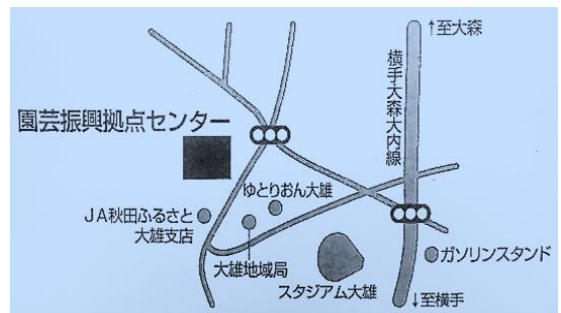 ↑至大森
横手大森大内線
園芸振興拠点センター
ゆとりおん大雄
JA秋田ふるさと
大雄支店
大雄地域局
ガソリンスタンド
スタジアム大雄
↓至横手